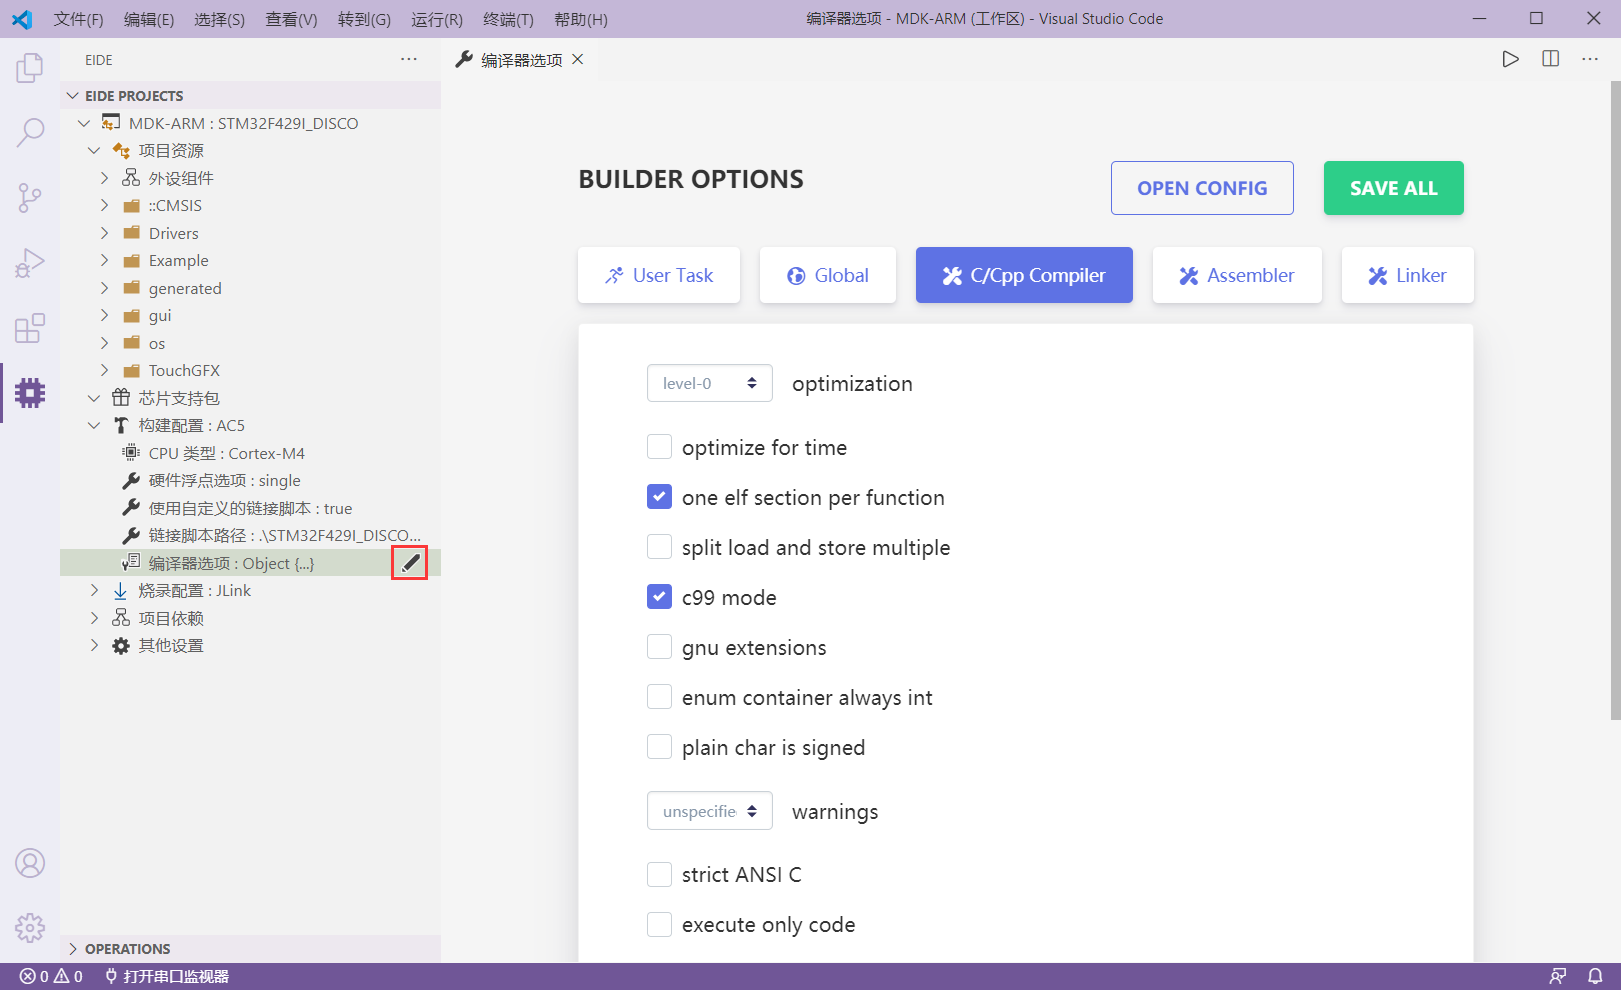 文件(F) 编辑(E) 选择(S) 查看(V) 转到(G) 运行(R) 终端(T) 帮助(H) 编译器选项 - MDK-ARM (工作区) - Visual Studio Code
EIDE
编译器选项
EIDE PROJECTS
MDK-ARM : STM32F429I_DISCO
项目资源
外设组件
::CMSIS
Drivers
Example
generated
gui
os
TouchGFX
芯片支持包
构建配置 : AC5
CPU 类型 : Cortex-M4
硬件浮点选项 : single
使用自定义的链接脚本 : true
链接脚本路径 : .\STM32F429I_DISCO...
编译器选项 : Object {...}
烧录配置 : JLink
项目依赖
其他设置
OPERATIONS
BUILDER OPTIONS
OPEN CONFIG
SAVE ALL
User Task
Global
C/Cpp Compiler
Assembler
Linker
level-0 optimization
optimize for time
one elf section per function
split load and store multiple
c99 mode
gnu extensions
enum container always int
plain char is signed
unspecifie warnings
strict ANSI C
execute only code
0 0 打开串口监视器